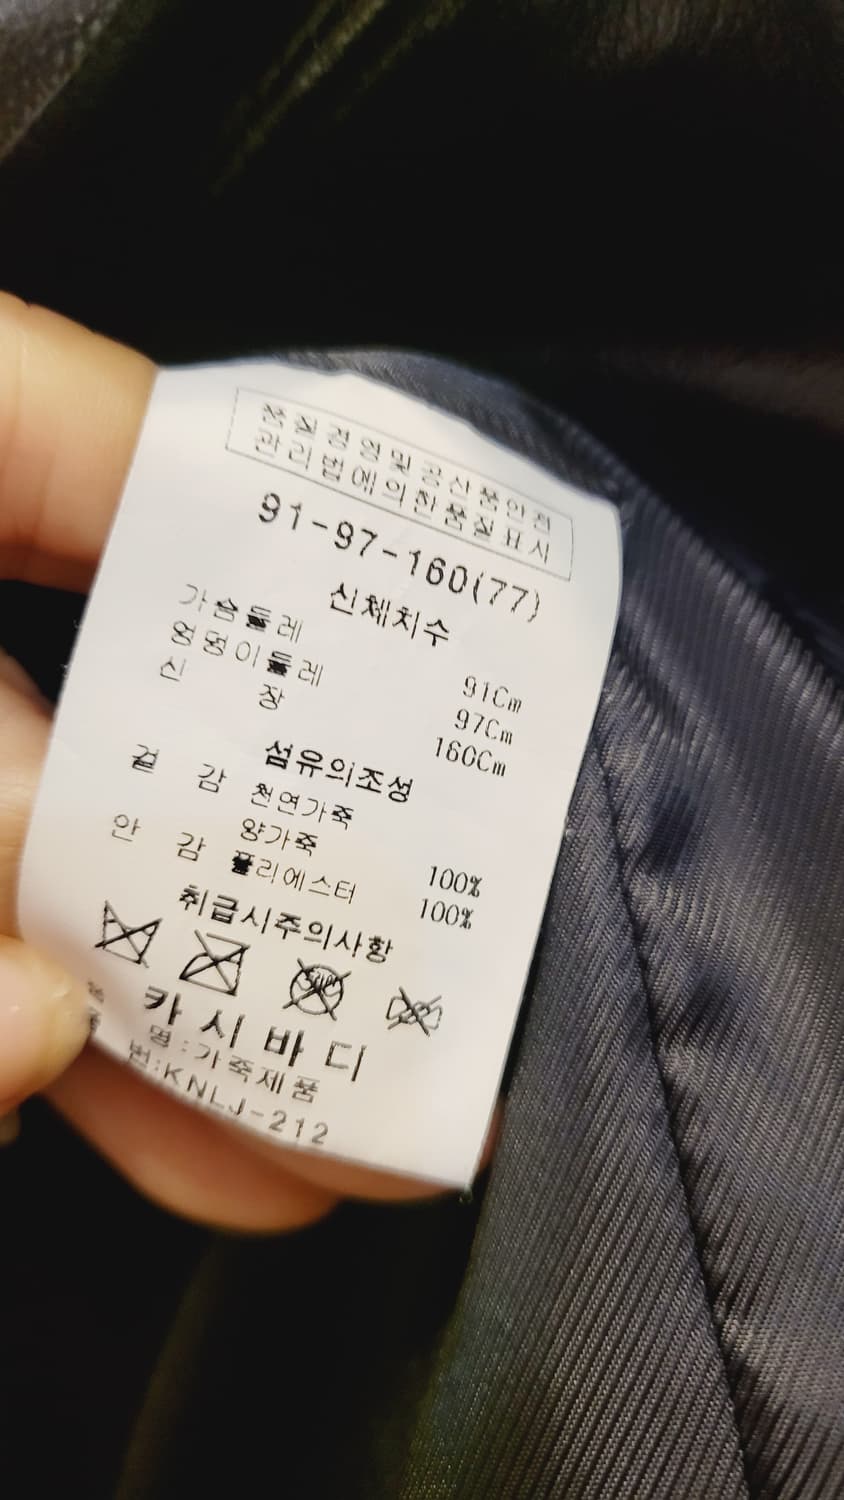 품질경영및공산품안전
관리법에의한품질표시
91-97-160(77)
신체치수
가슴둘레 91Cm
엉덩이둘레 97Cm
신 장 160Cm
섬유의조성
겉 감 천연가죽
양가죽 100%
안 감 폴리에스터 100%
취급시주의사항
카시바디
명:가죽제품
번:KNLJ-212